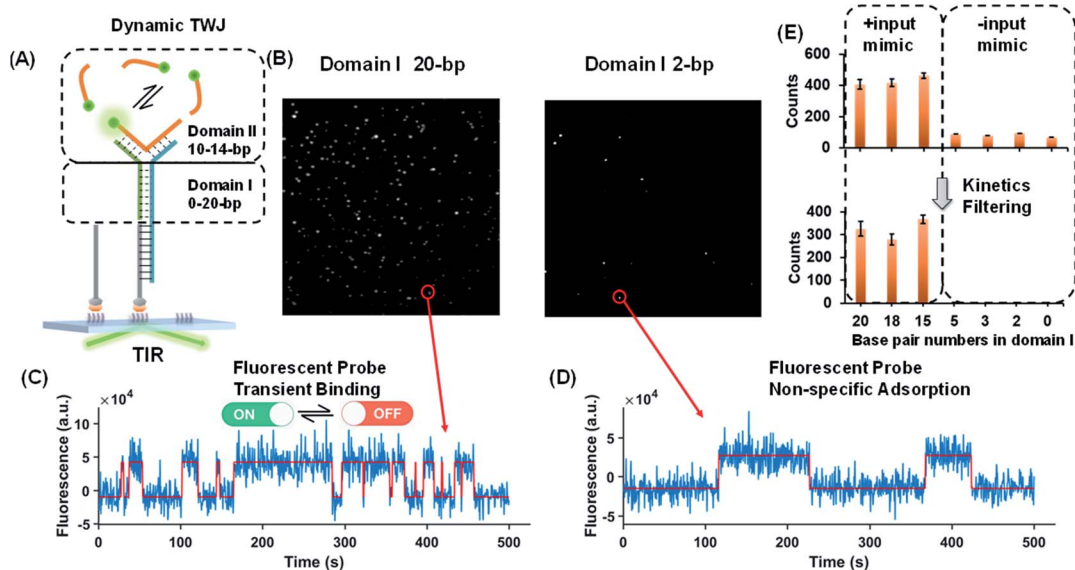 Dynamic TWJ
(A)
Domain II
10-14-bp
Domain I
0-20-bp
TIR
(B)
Domain I 20-bp
Domain I 2-bp
(E)
+input
mimic
-input
mimic
Counts
600
400
200
0
Kinetics
Filtering
Counts
400
300
200
100
0
20 18 15 5 3 2 0
Base pair numbers in domain I
(C)
Fluorescent Probe
Transient Binding
ON
OFF
×10^4
Fluorescence (a.u.)
10
5
0
-5
0 100 200 300 400 500
Time (s)
(D)
Fluorescent Probe
Non-specific Adsorption
×10^4
Fluorescence (a.u.)
5
0
-5
0 100 200 300 400 500
Time (s)